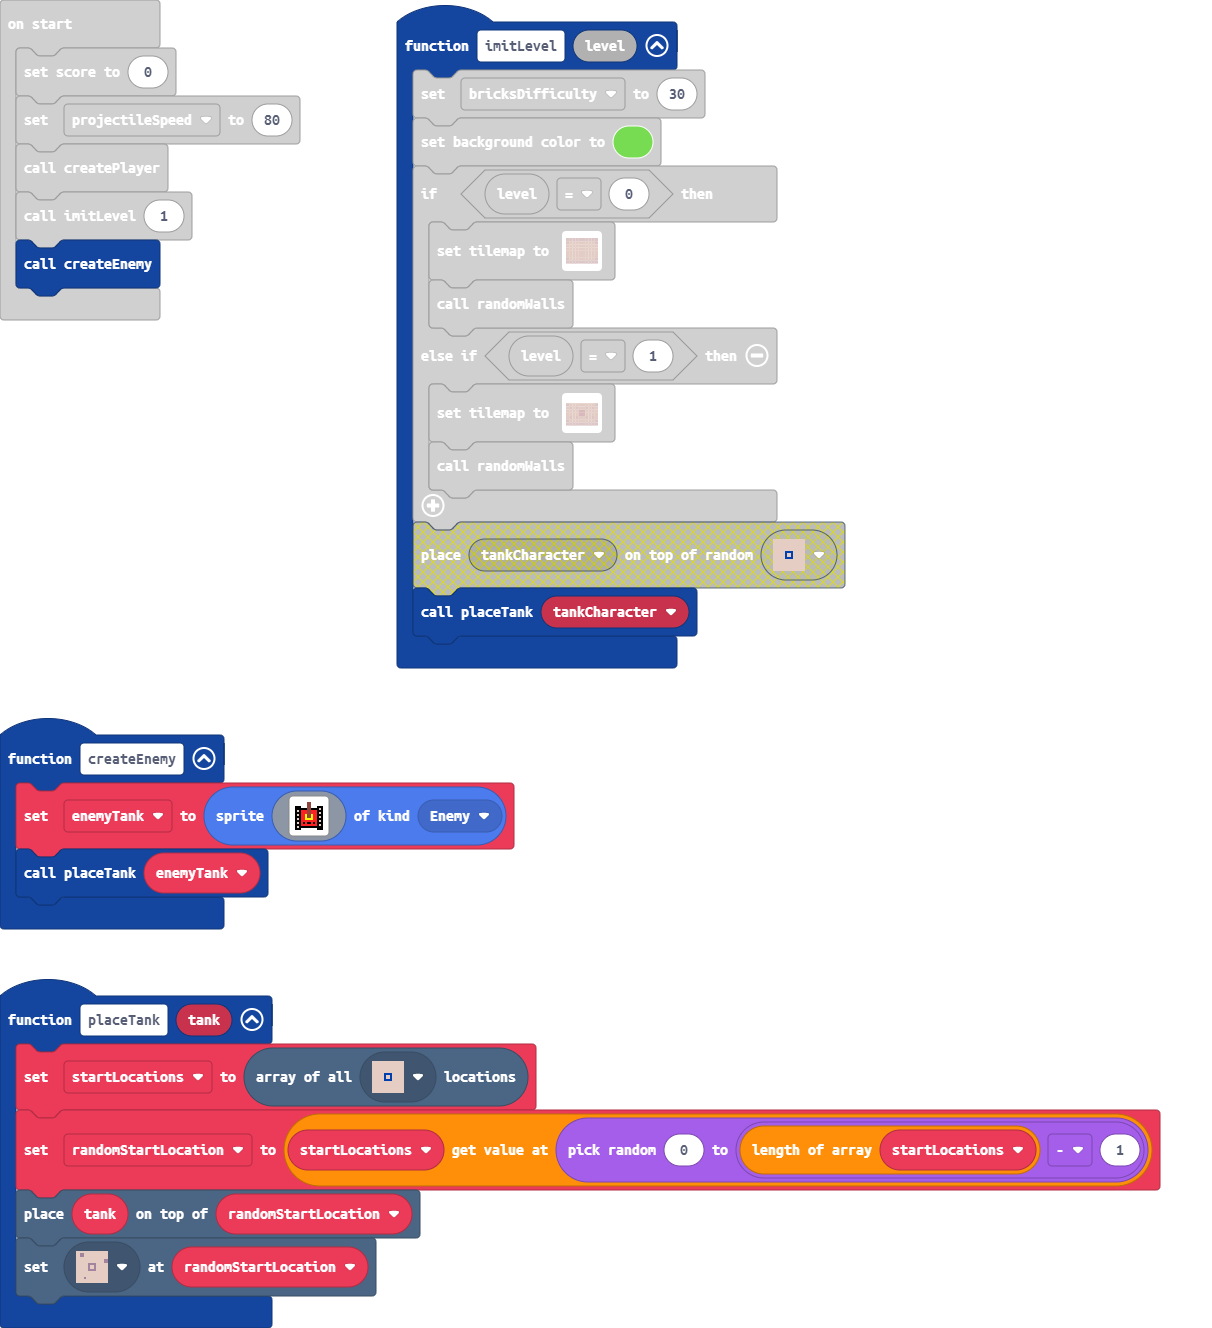 on start
set score to 0
set projectileSpeed to 80
call createPlayer
call imitLevel 1
call createEnemy
function imitLevel level
set bricksDifficulty to 30
set background color to
if level = 0 then
set tilemap to
call randomWalls
else if level = 1 then
set tilemap to
call randomWalls
place tankCharacter on top of random
call placeTank tankCharacter
function createEnemy
set enemyTank to sprite of kind Enemy
call placeTank enemyTank
function placeTank tank
set startLocations to array of all locations
set randomStartLocation to startLocations get value at pick random 0 to length of array startLocations - 1
place tank on top of randomStartLocation
set at randomStartLocation